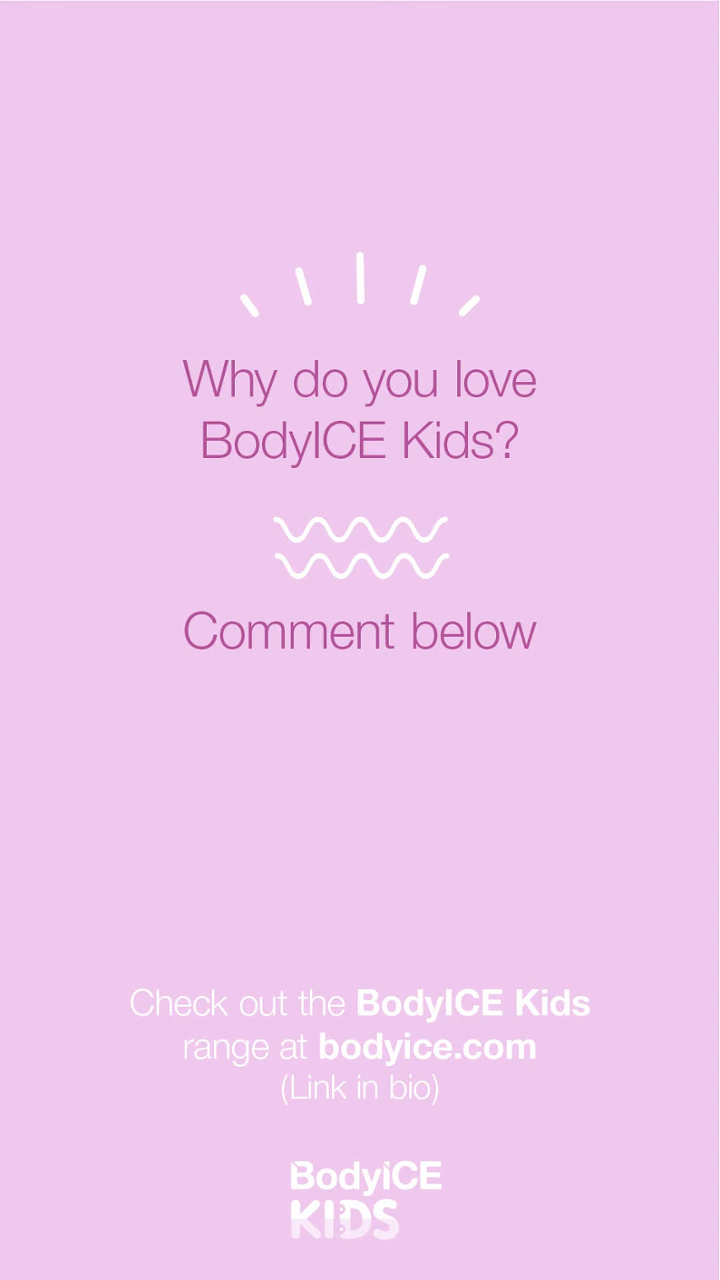 Why do you love
BodyICE Kids?
Comment below
Check out the BodyICE Kids
range at bodyice.com
(Link in bio)
BodyICE
KIDS